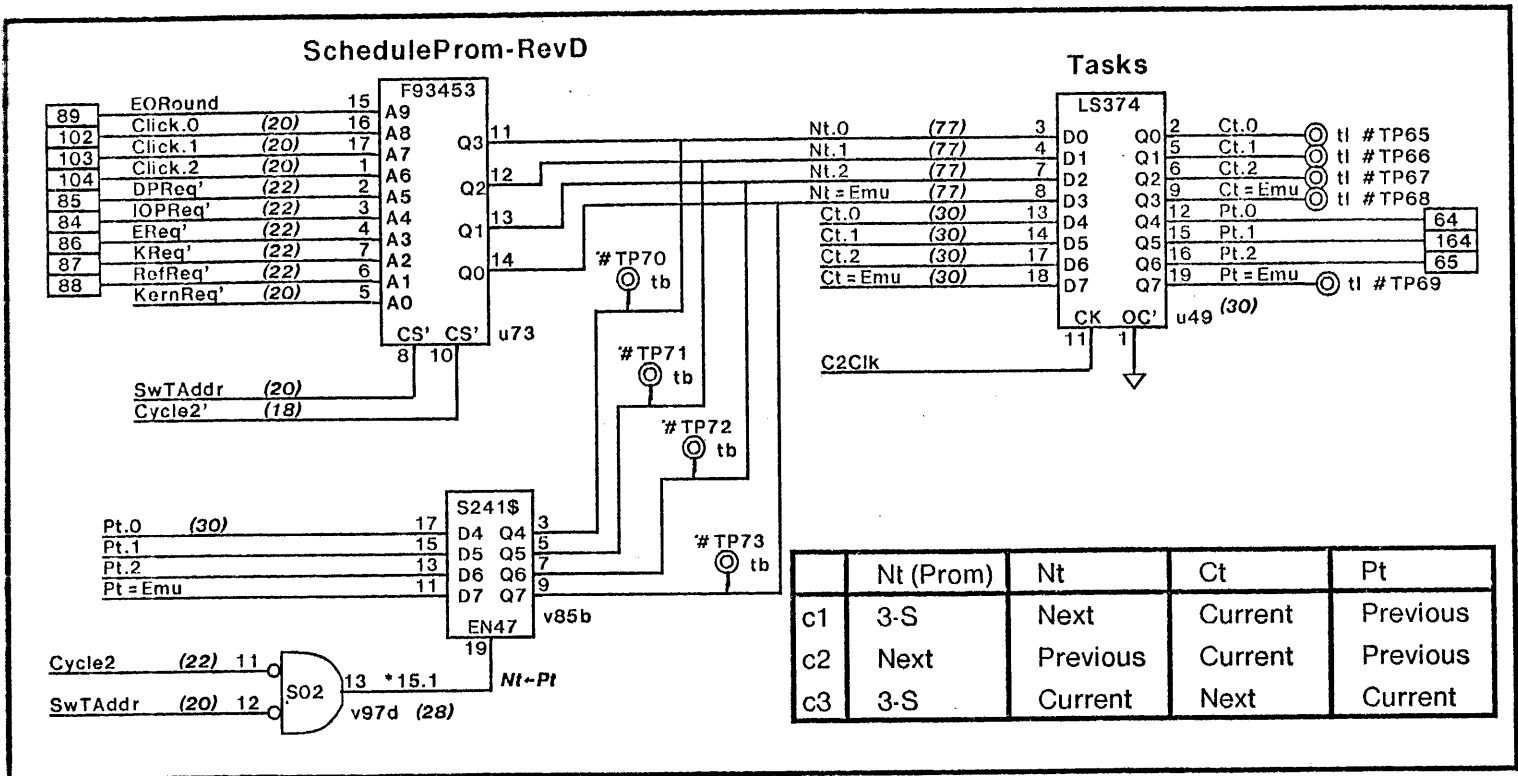 SchedulePROM-RevD
F93453
89 EORound 15 A9
102 Click.0 (20) 16 A8
103 Click.1 (20) 17 A7
104 Click.2 (20) 1 A6
85 DPReq' (22) 2 A5
84 IOPReq' (22) 3 A4
86 EReq' (22) 4 A3
87 KReq' (22) 7 A2
88 RefReq' (22) 6 A1
KernReq' (20) 5 A0
Q3 11
Q2 12
Q1 13
Q0 14
CS' CS' u73
8 10
SwTAddr (20)
Cycle2' (18)
Tasks
LS374
Nt.0 (77) 3 D0 Q0 2 Ct.0 tl #TP65
Nt.1 (77) 4 D1 Q1 5 Ct.1 tl #TP66
Nt.2 (77) 7 D2 Q2 6 Ct.2 tl #TP67
Nt=Emu (77) 8 D3 Q3 9 Ct=Emu tl #TP68
Ct.0 (30) 13 D4 Q4 12 Pt.0 64
Ct.1 (30) 14 D5 Q5 15 Pt.1 164
Ct.2 (30) 17 D6 Q6 16 Pt.2 65
Ct=Emu (30) 18 D7 Q7 19 Pt=Emu tl #TP69
CK OC' u49 (30)
11 1
C2Clk
#TP70
tb
#TP71
tb
#TP72
tb
#TP73
tb
S241$
Pt.0 (30) 17 D4 Q4 3
Pt.1 15 D5 Q5 5
Pt.2 13 D6 Q6 7
Pt=Emu 11 D7 Q7 9
EN47 v85b
19
Cycle2 (22) 11
SwTAddr (20) 12
S02
13 *15.1 Nt←Pt
v97d (28)
Nt (Prom) Nt Ct Pt
c1 3-S Next Current Previous
c2 Next Previous Current Previous
c3 3-S Current Next Current